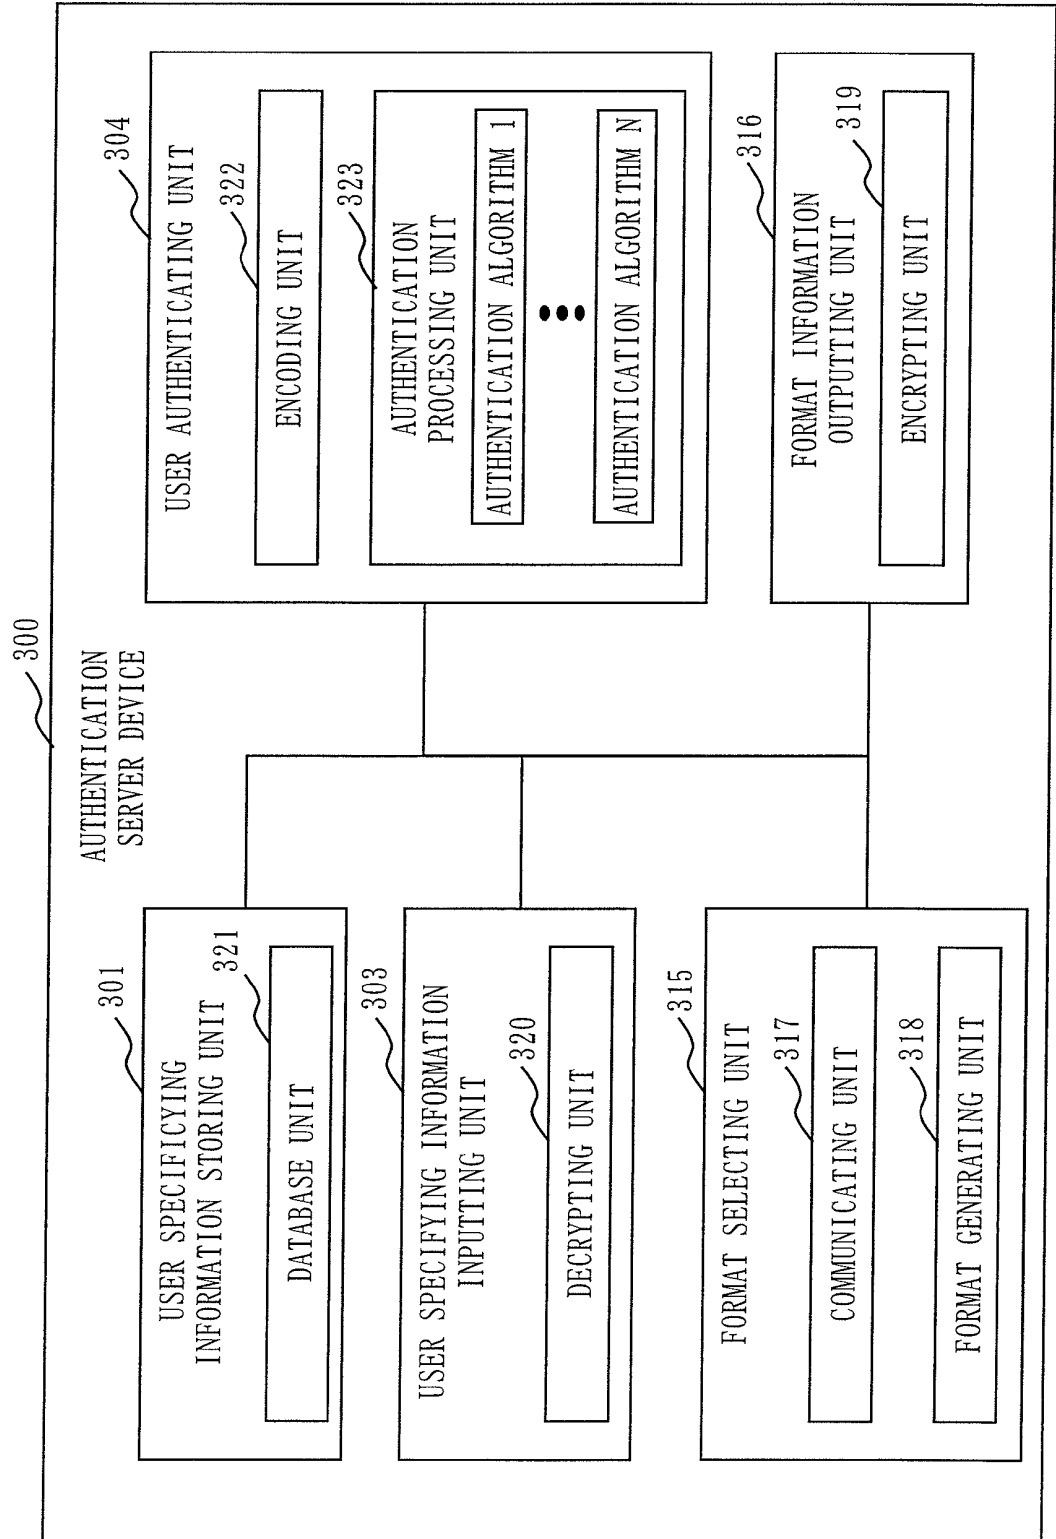 300
AUTHENTICATION
SERVER DEVICE
301
USER SPECIFICYING
INFORMATION STORING UNIT
321
DATABASE UNIT
303
USER SPECIFYING INFORMATION
INPUTTING UNIT
320
DECRYPTING UNIT
315
FORMAT SELECTING UNIT
317
COMMUNICATING UNIT
318
FORMAT GENERATING UNIT
304
USER AUTHENTICATING UNIT
322
ENCODING UNIT
323
AUTHENTICATION
PROCESSING UNIT
AUTHENTICATION ALGORITHM 1
AUTHENTICATION ALGORITHM N
316
FORMAT INFORMATION
OUTPUTTING UNIT
319
ENCRYPTING UNIT